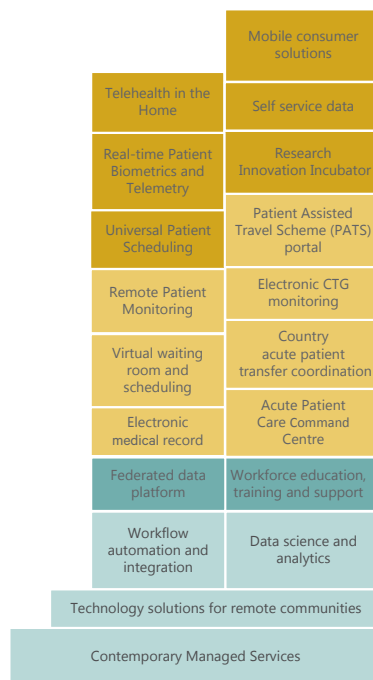 Mobile consumer
solutions
Telehealth in the
Home
Self service data
Real-time Patient
Biometrics and
Telemetry
Research
Innovation Incubator
Universal Patient
Scheduling
Patient Assisted
Travel Scheme (PATS)
portal
Remote Patient
Monitoring
Electronic CTG
monitoring
Virtual waiting
room and
scheduling
Country
acute patient
transfer coordination
Electronic
medical record
Acute Patient
Care Command
Centre
Federated data
platform
Workforce education,
training and support
Workflow
automation and
integration
Data science and
analytics
Technology solutions for remote communities
Contemporary Managed Services